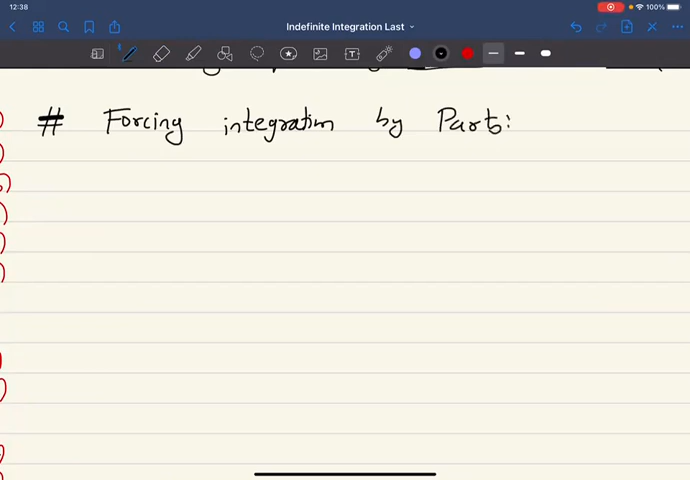 12:38
100%
Indefinite Integration Last
# Forcing integration by Parts: